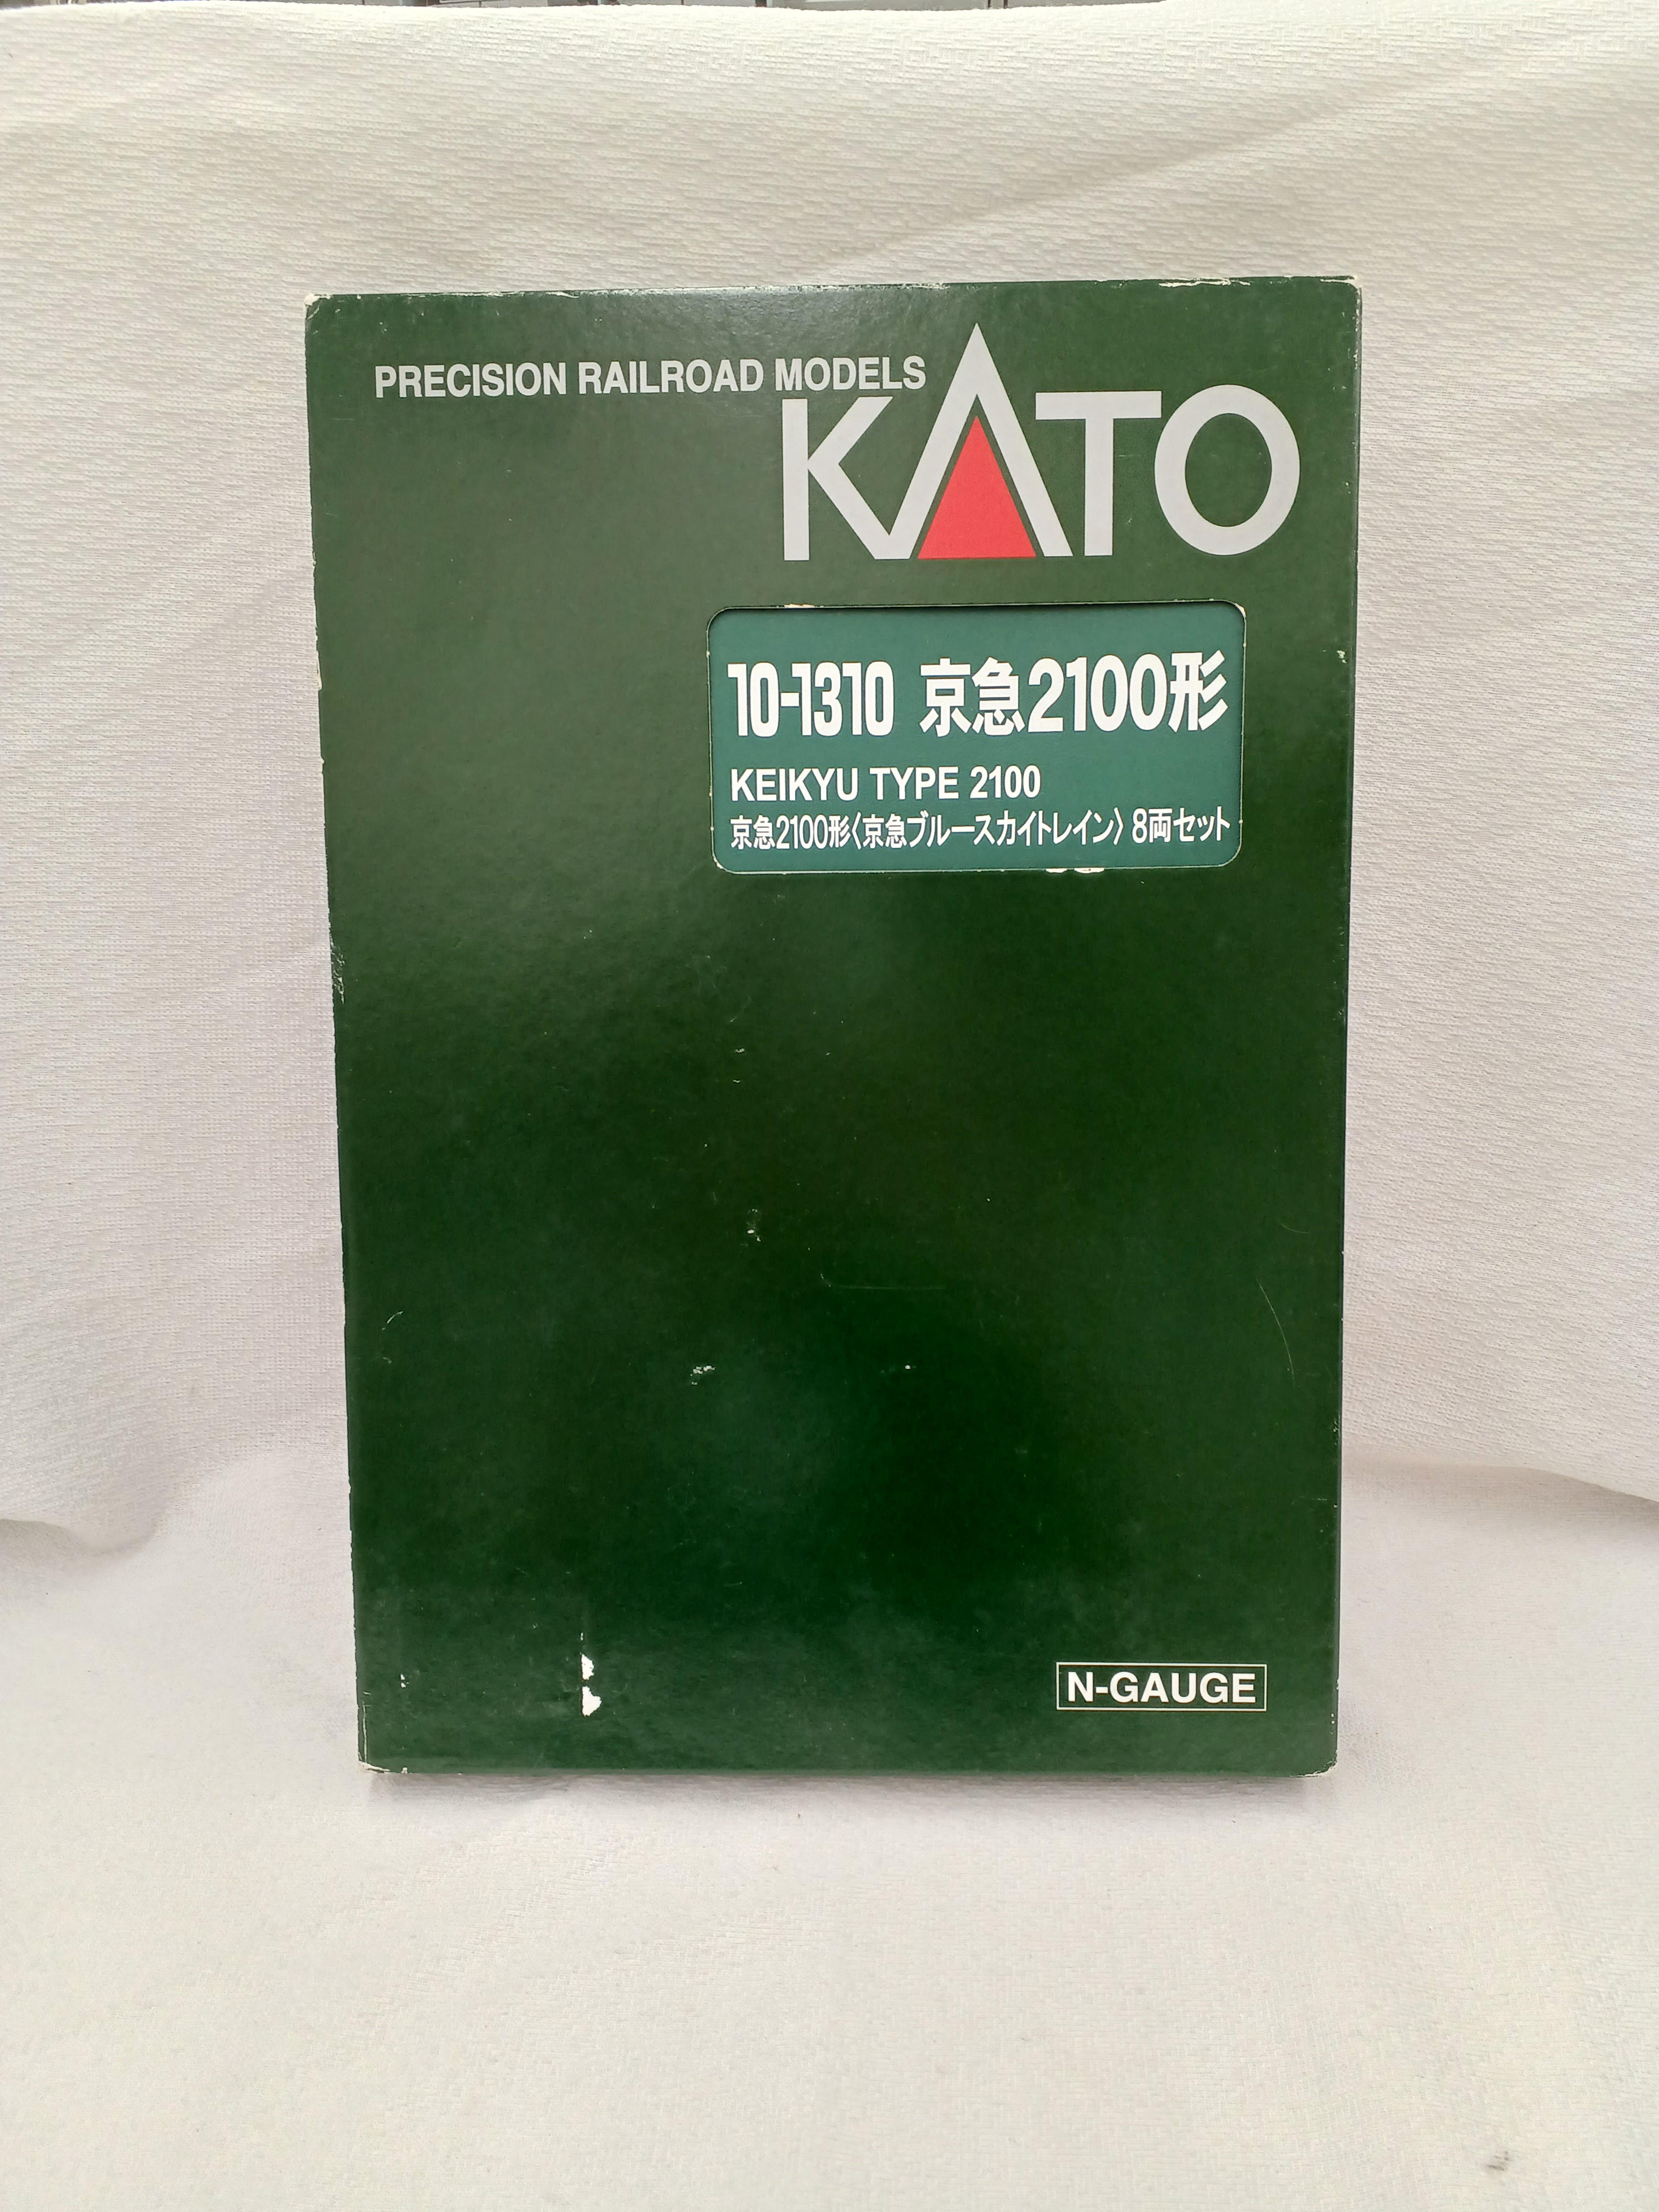 PRECISION RAILROAD MODELS
KATO
10-1310 京急2100形
KEIKYU TYPE 2100
京急2100形〈京急ブルースカイトレイン〉8両セット
N-GAUGE